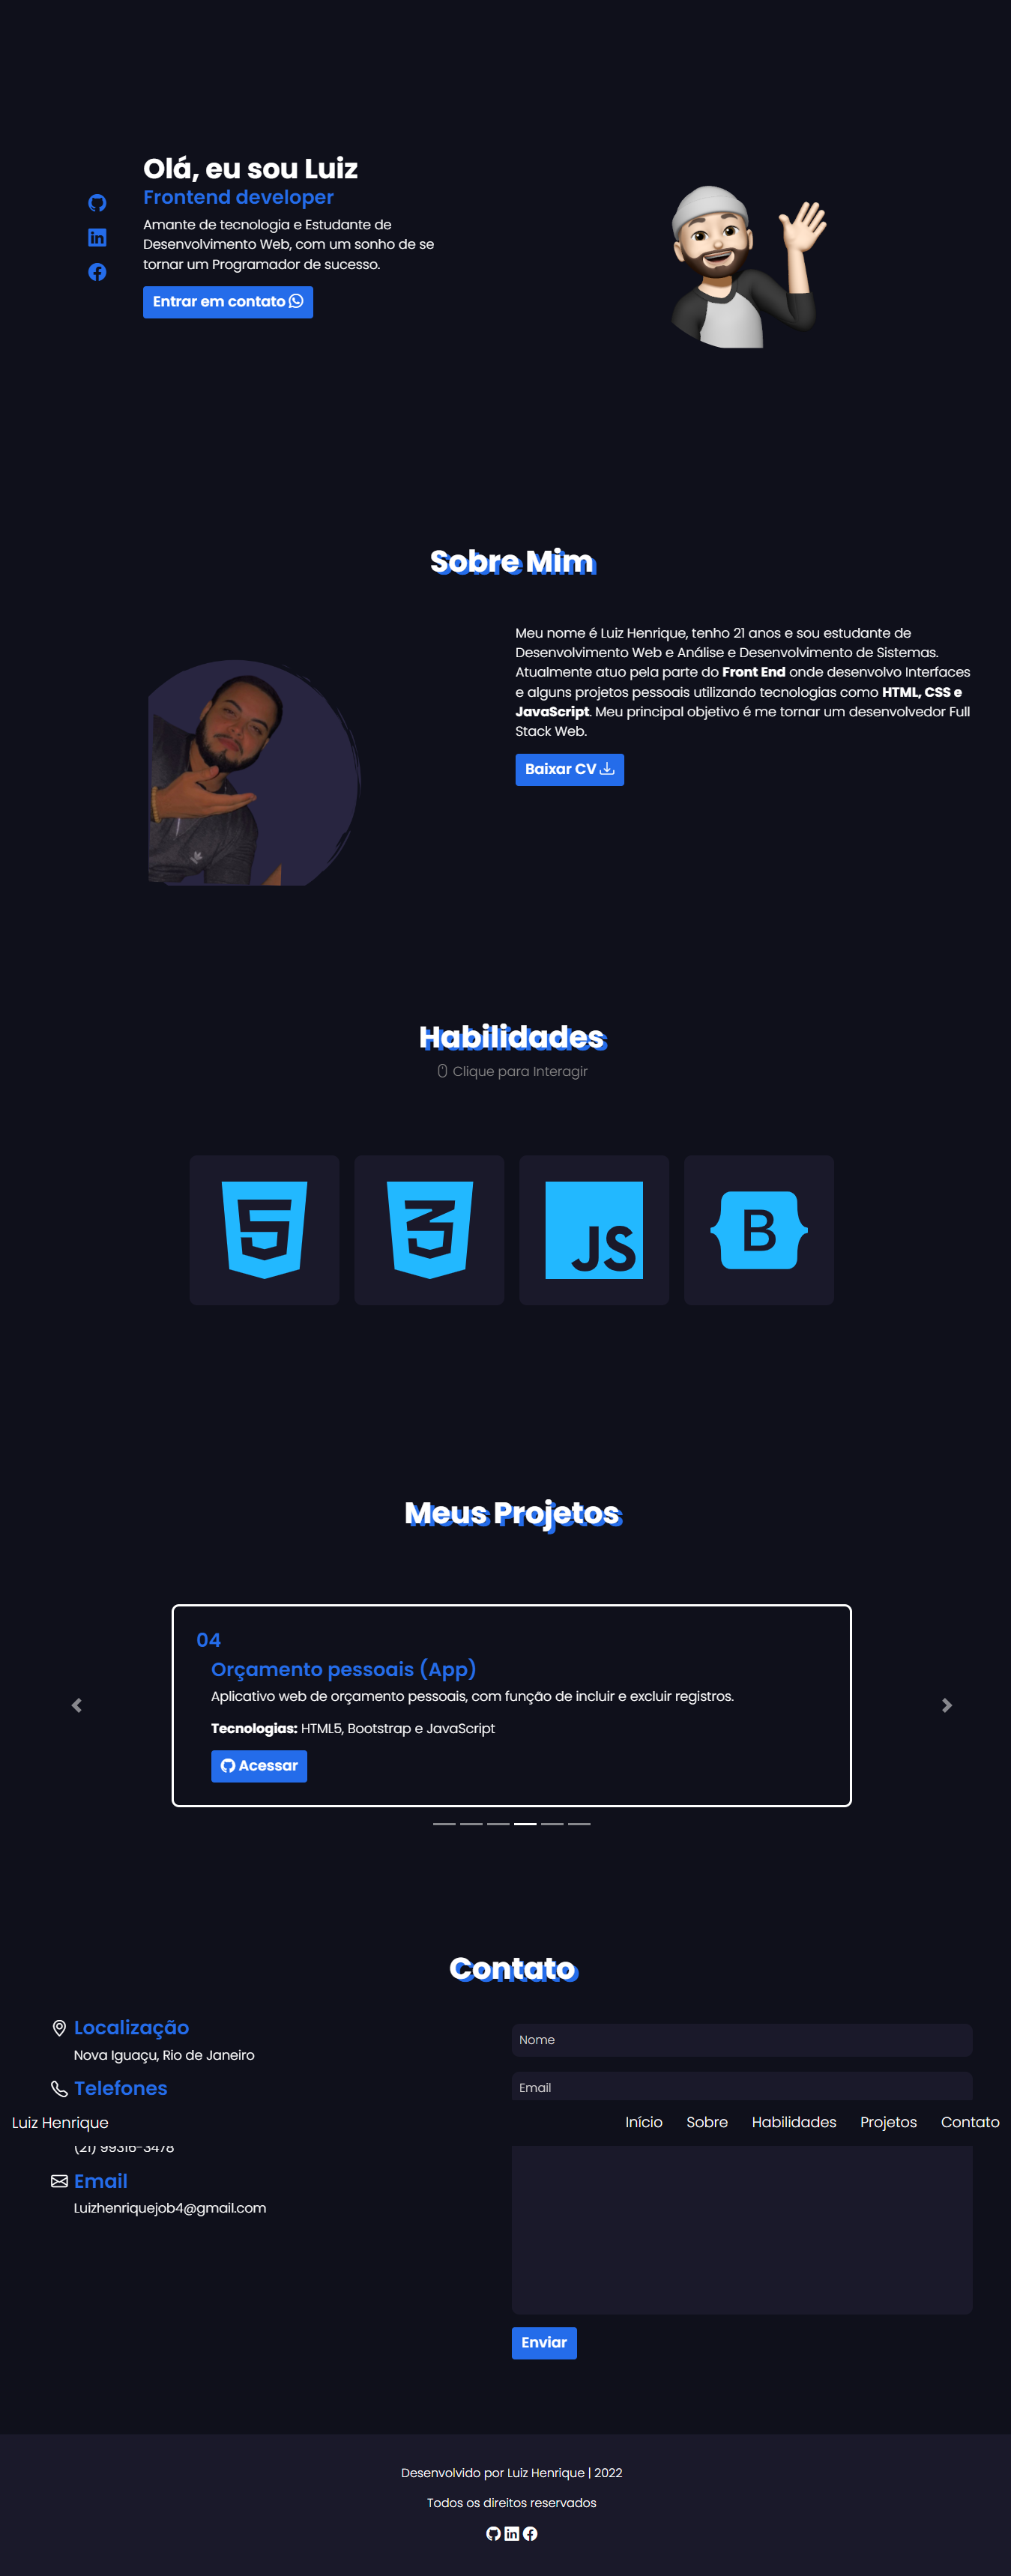 Olá, eu sou Luiz
Frontend developer
Amante de tecnologia e Estudante de
Desenvolvimento Web, com um sonho de se
tornar um Programador de sucesso.
Entrar em contato
Sobre Mim
Meu nome é Luiz Henrique, tenho 21 anos e sou estudante de
Desenvolvimento Web e Análise e Desenvolvimento de Sistemas.
Atualmente atuo pela parte do Front End onde desenvolvo Interfaces
e alguns projetos pessoais utilizando tecnologias como HTML, CSS e
JavaScript. Meu principal objetivo é me tornar um desenvolvedor Full
Stack Web.
Baixar CV
Habilidades
Clique para Interagir
5
3
JS
B
Meus Projetos
04
Orçamento pessoais (App)
Aplicativo web de orçamento pessoais, com função de incluir e excluir registros.
Tecnologias: HTML5, Bootstrap e JavaScript
Acessar
Contato
Localização
Nova Iguaçu, Rio de Janeiro
Telefones
Nome
Email
Luiz Henrique
Início Sobre Habilidades Projetos Contato
(21) 99316-3478
Email
Luizhenriquejob4@gmail.com
Enviar
Desenvolvido por Luiz Henrique | 2022
Todos os direitos reservados